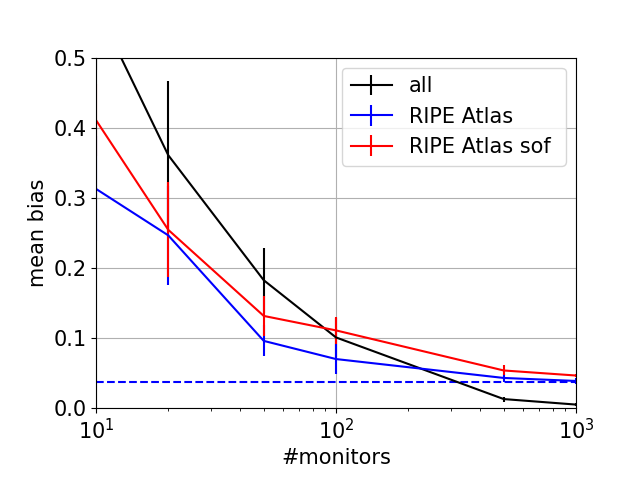 0.5
0.4
0.3
0.2
0.1
0.0
mean bias
all
RIPE Atlas
RIPE Atlas sof
10¹
10²
10³
#monitors